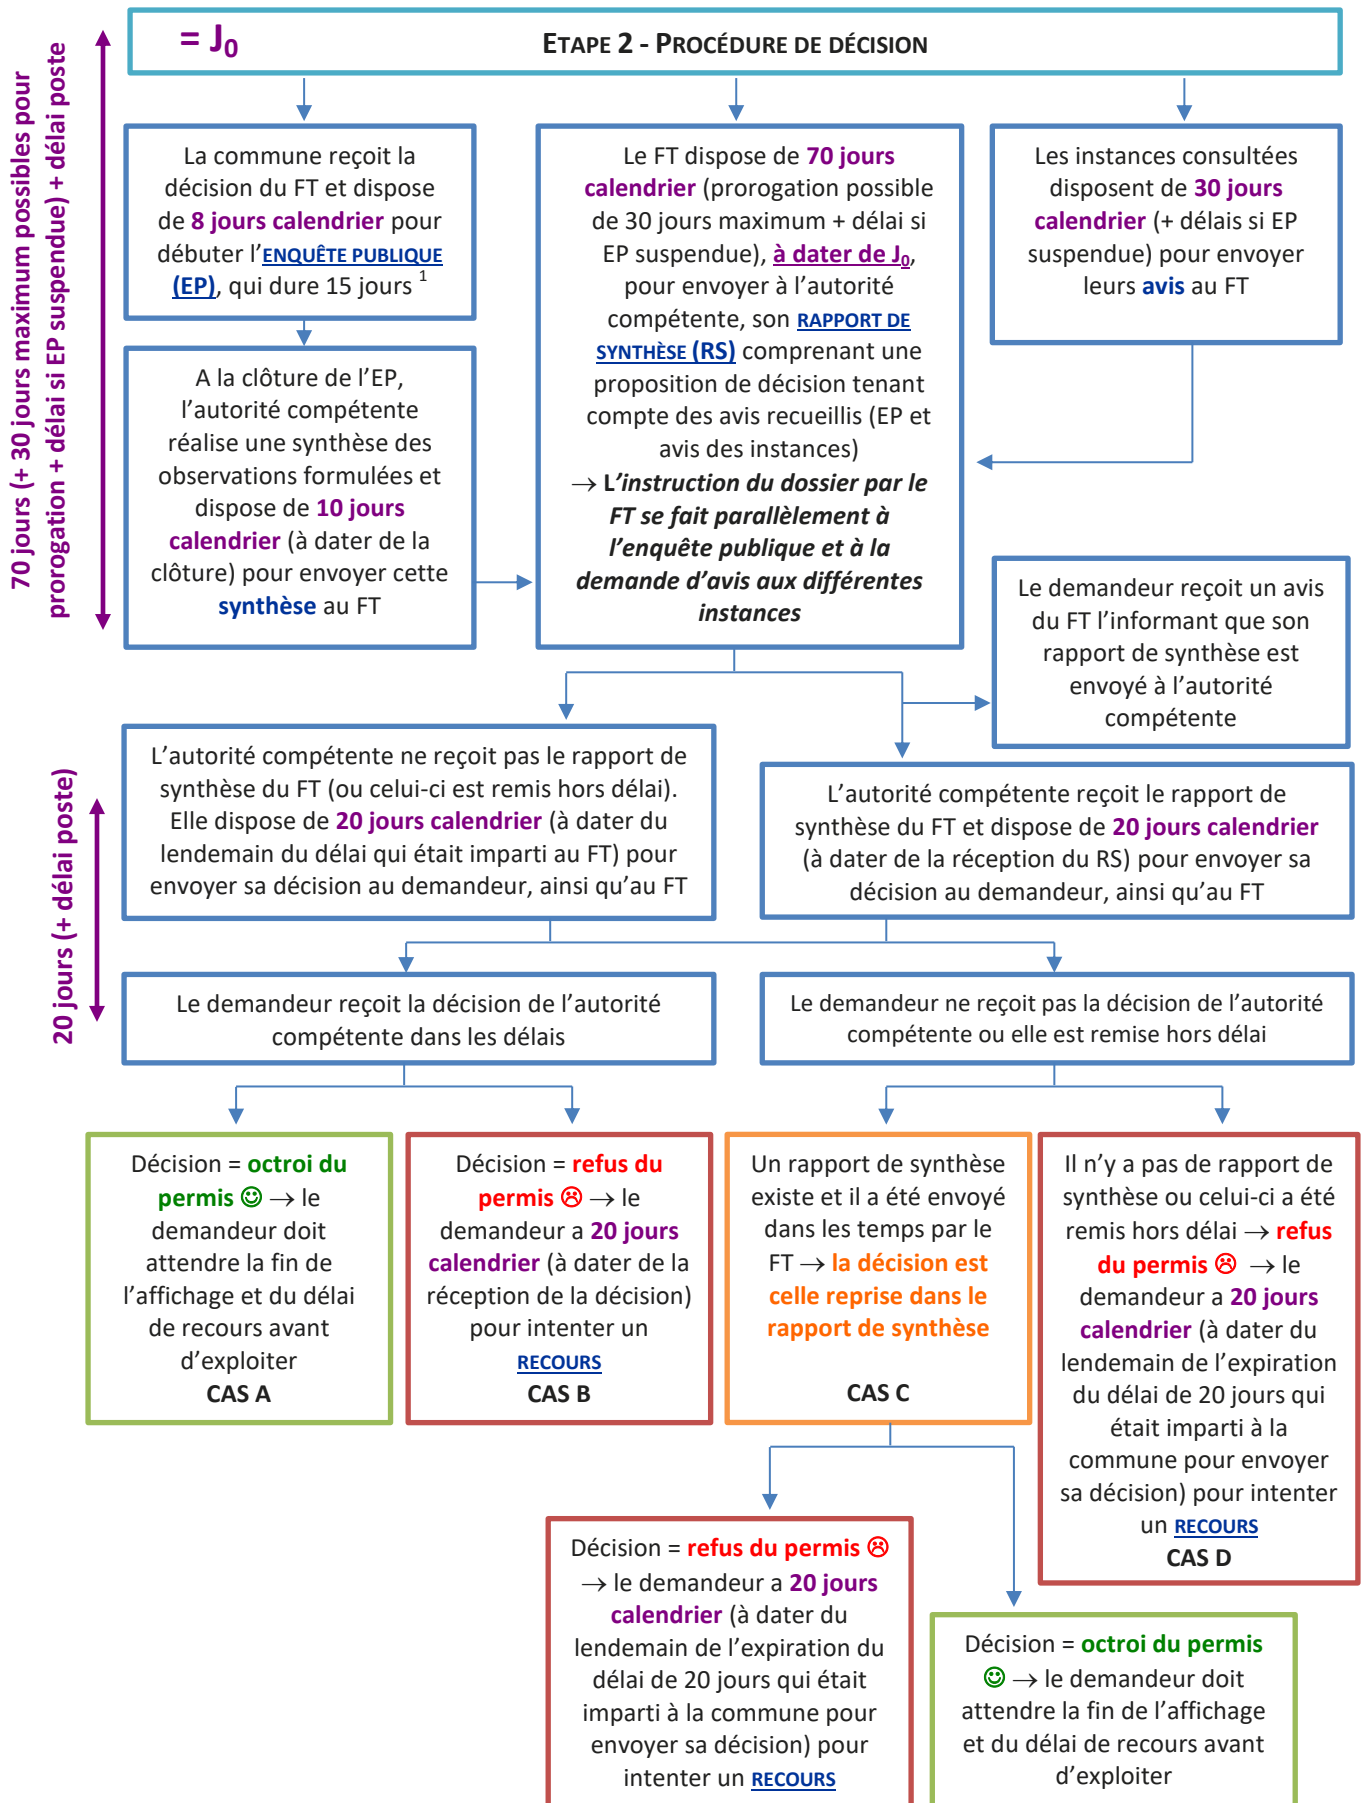 = J0
ETAPE 2 - PROCÉDURE DE DÉCISION
70 jours (+ 30 jours maximum possibles pour
prorogation + délai si EP suspendue) + délai poste
La commune reçoit la
décision du FT et dispose
de 8 jours calendrier pour
débuter l’ENQUÊTE PUBLIQUE
(EP), qui dure 15 jours 1
Le FT dispose de 70 jours
calendrier (prorogation possible
de 30 jours maximum + délai si
EP suspendue), à dater de J0,
pour envoyer à l’autorité
compétente, son RAPPORT DE
SYNTHÈSE (RS) comprenant une
proposition de décision tenant
compte des avis recueillis (EP et
avis des instances)
→ L’instruction du dossier par le
FT se fait parallèlement à
l’enquête publique et à la
demande d’avis aux différentes
instances
Les instances consultées
disposent de 30 jours
calendrier (+ délais si EP
suspendue) pour envoyer
leurs avis au FT
A la clôture de l’EP,
l’autorité compétente
réalise une synthèse des
observations formulées et
dispose de 10 jours
calendrier (à dater de la
clôture) pour envoyer cette
synthèse au FT
Le demandeur reçoit un avis
du FT l’informant que son
rapport de synthèse est
envoyé à l’autorité
compétente
20 jours (+ délai poste)
L’autorité compétente ne reçoit pas le rapport de
synthèse du FT (ou celui-ci est remis hors délai).
Elle dispose de 20 jours calendrier (à dater du
lendemain du délai qui était imparti au FT) pour
envoyer sa décision au demandeur, ainsi qu’au FT
L’autorité compétente reçoit le rapport de
synthèse du FT et dispose de 20 jours calendrier
(à dater de la réception du RS) pour envoyer sa
décision au demandeur, ainsi qu’au FT
Le demandeur reçoit la décision de l’autorité
compétente dans les délais
Le demandeur ne reçoit pas la décision de l’autorité
compétente ou elle est remise hors délai
Décision = octroi du
permis ☺ → le
demandeur doit
attendre la fin de
l’affichage et du délai
de recours avant
d’exploiter
CAS A
Décision = refus du
permis ☹ → le
demandeur a 20 jours
calendrier (à dater de la
réception de la décision)
pour intenter un
RECOURS
CAS B
Un rapport de synthèse
existe et il a été envoyé
dans les temps par le
FT → la décision est
celle reprise dans le
rapport de synthèse
CAS C
Il n’y a pas de rapport de
synthèse ou celui-ci a été
remis hors délai → refus
du permis ☹ → le
demandeur a 20 jours
calendrier (à dater du
lendemain de l’expiration
du délai de 20 jours qui
était imparti à la
commune pour envoyer
sa décision) pour intenter
un RECOURS
CAS D
Décision = refus du permis ☹
→ le demandeur a 20 jours
calendrier (à dater du
lendemain de l’expiration du
délai de 20 jours qui était
imparti à la commune pour
envoyer sa décision) pour
intenter un RECOURS
Décision = octroi du permis
☺ → le demandeur doit
attendre la fin de l’affichage
et du délai de recours avant
d’exploiter